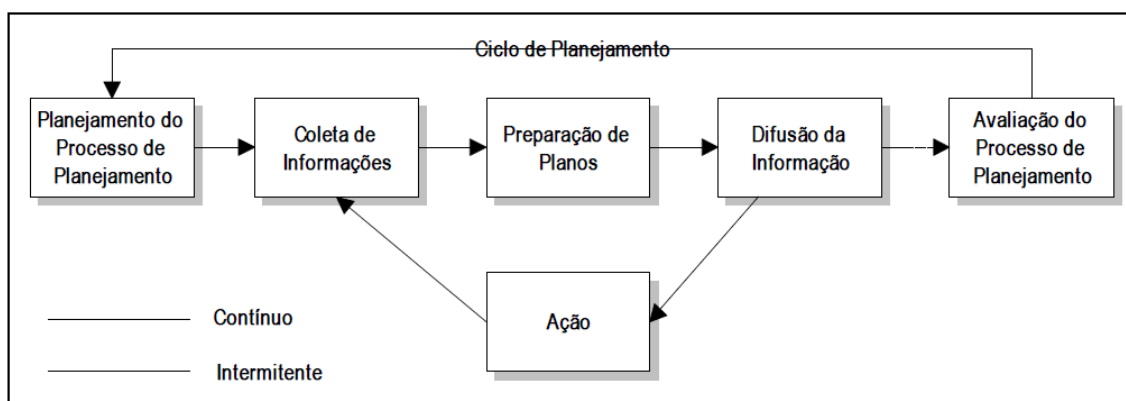 Ciclo de Planejamento
Planejamento do
Processo de
Planejamento
Coleta de
Informações
Preparação de
Planos
Difusão da
Informação
Avaliação do
Processo de
Planejamento
Ação
Contínuo
Intermitente